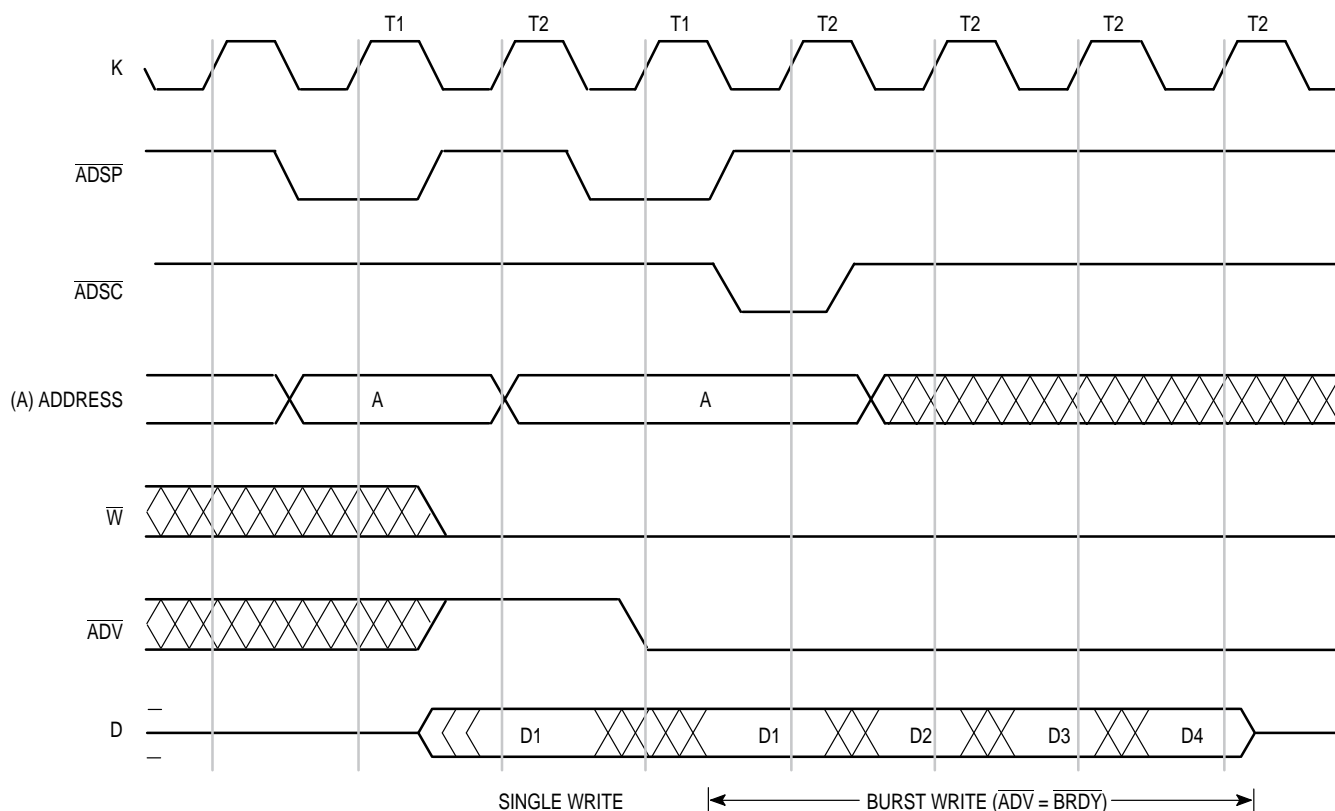 T1 T2 T1 T2 T2 T2 T2
K
ADSP
ADSC
(A) ADDRESS A A
W
ADV
D D1 D1 D2 D3 D4
SINGLE WRITE BURST WRITE (ADV = BRDY)